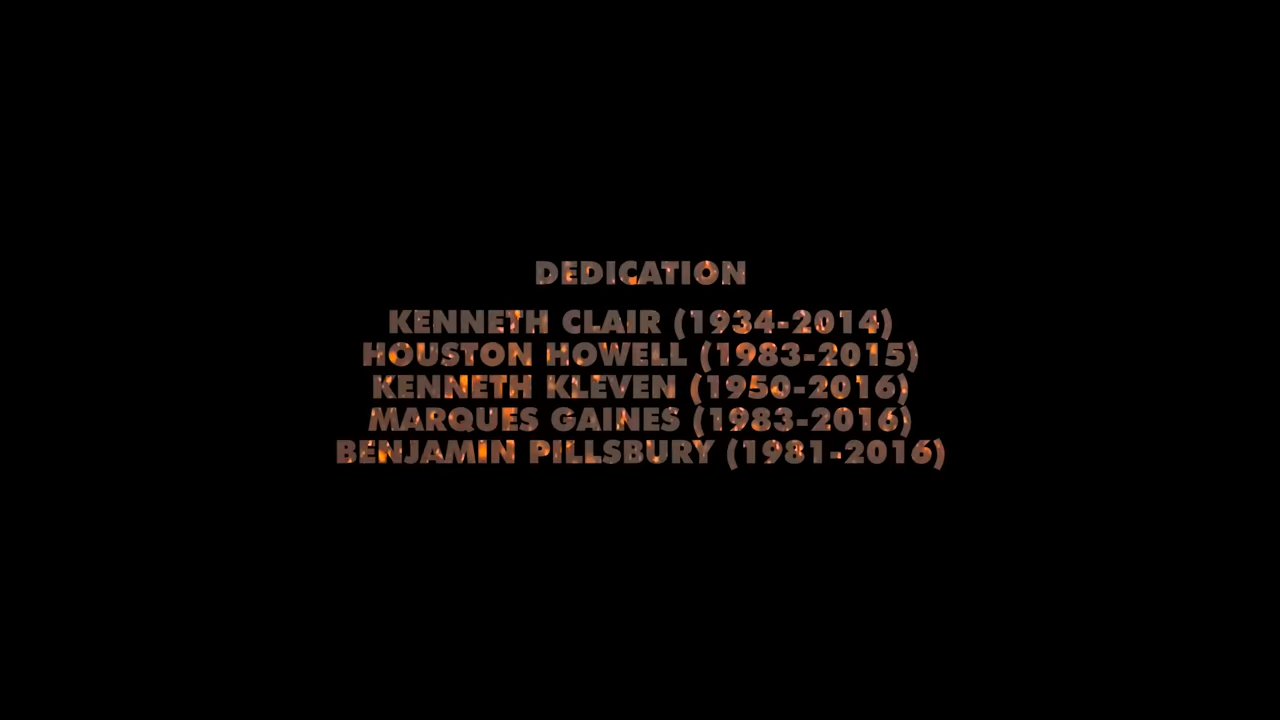 DEDICATION
KENNETH CLAIR (1934-2014)
HOUSTON HOWELL (1983-2015)
KENNETH KLEVEN (1950-2016)
MARQUES GAINES (1983-2016)
BENJAMIN PILLSBURY (1981-2016)